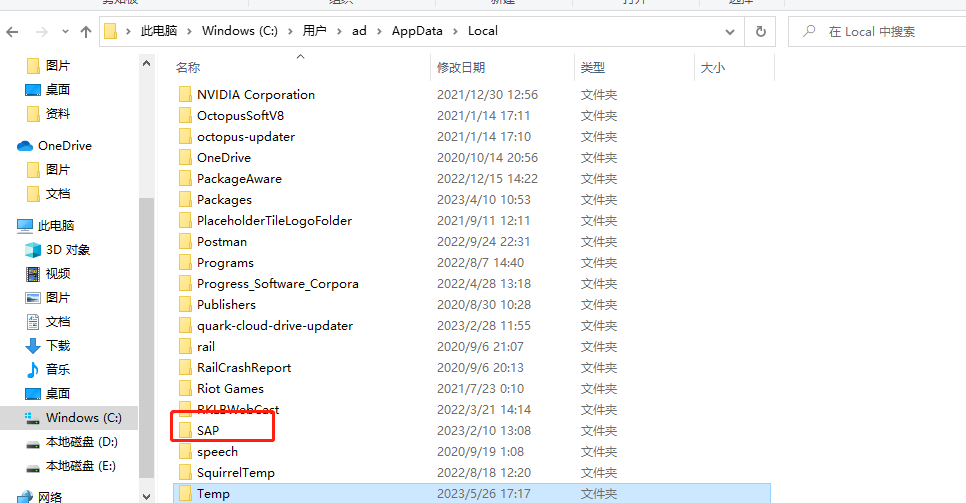 此电脑 > Windows (C:) > 用户 > ad > AppData > Local
在 Local 中搜索
图片
桌面
资料
OneDrive
图片
文档
此电脑
3D 对象
视频
图片
文档
下载
音乐
桌面
Windows (C:)
本地磁盘 (D:)
本地磁盘 (E:)
网络
名称 修改日期 类型 大小
NVIDIA Corporation 2021/12/30 12:56 文件夹
OctopusSoftV8 2021/1/14 17:11 文件夹
octopus-updater 2021/1/14 17:10 文件夹
OneDrive 2020/10/14 20:56 文件夹
PackageAware 2022/12/15 14:22 文件夹
Packages 2023/4/10 10:53 文件夹
PlaceholderTileLogoFolder 2021/9/11 12:11 文件夹
Postman 2022/9/24 22:31 文件夹
Programs 2022/8/7 14:40 文件夹
Progress_Software_Corpora 2022/4/28 13:18 文件夹
Publishers 2020/8/30 10:28 文件夹
quark-cloud-drive-updater 2023/2/28 11:55 文件夹
rail 2020/9/6 21:07 文件夹
RailCrashReport 2020/9/6 20:13 文件夹
Riot Games 2021/7/23 0:10 文件夹
RKLBWebCast 2022/3/21 14:14 文件夹
SAP 2023/2/10 13:08 文件夹
speech 2020/9/19 1:08 文件夹
SquirrelTemp 2022/8/18 12:20 文件夹
Temp 2023/5/26 17:17 文件夹